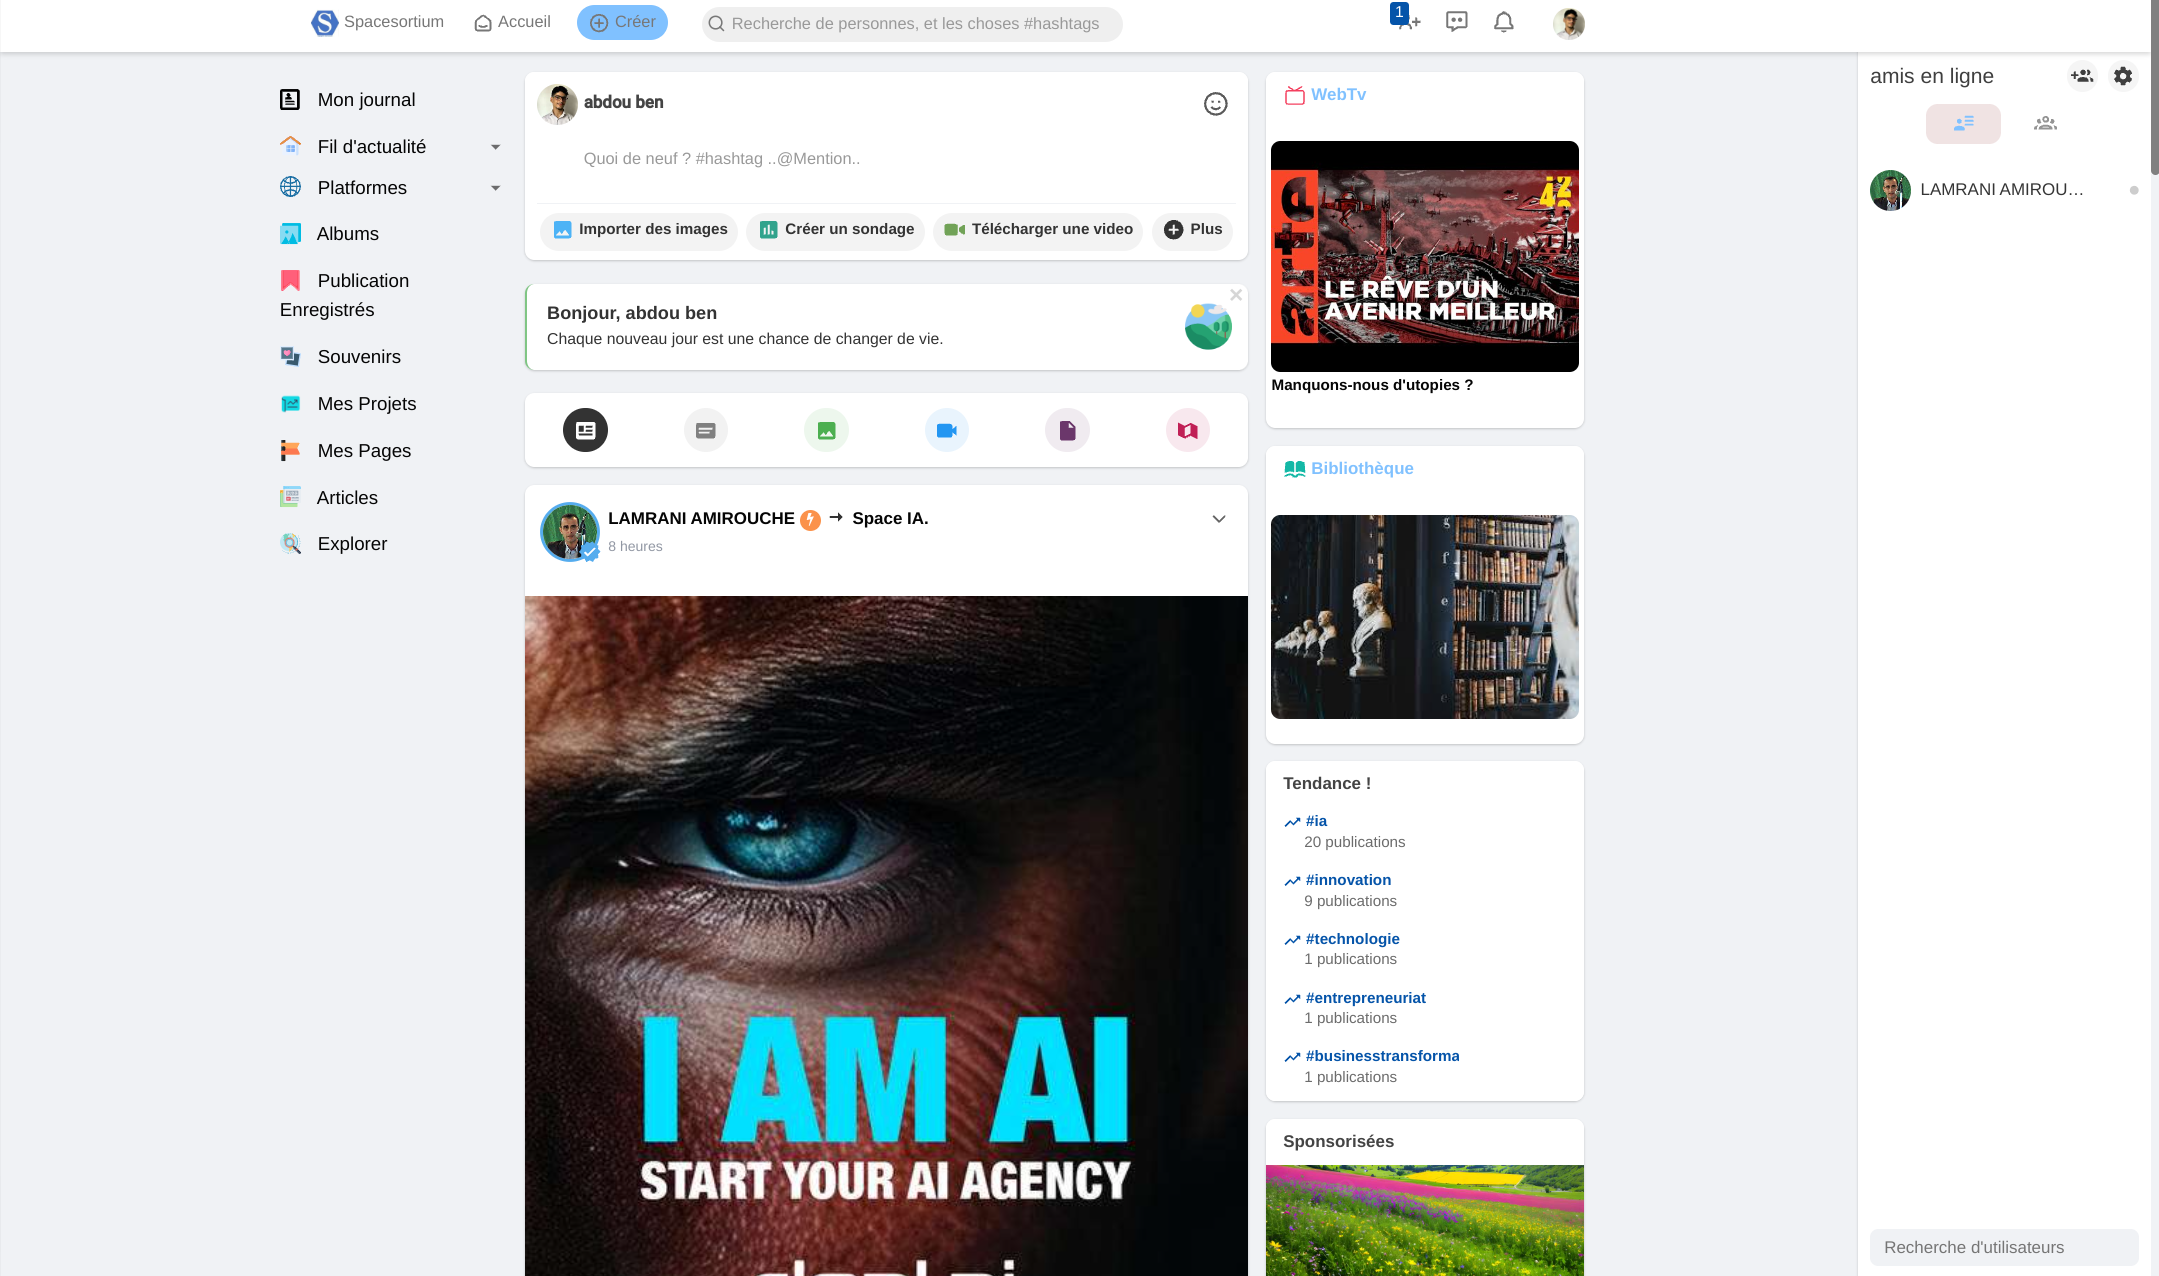 Spacesortium
Accueil
Créer
Recherche de personnes, et les choses #hashtags
1
Mon journal
Fil d'actualité
Platformes
Albums
Publication
Enregistrés
Souvenirs
Mes Projets
Mes Pages
Articles
Explorer
abdou ben
Quoi de neuf ? #hashtag ..@Mention..
Importer des images
Créer un sondage
Télécharger une video
Plus
Bonjour, abdou ben
Chaque nouveau jour est une chance de changer de vie.
LAMRANI AMIROUCHE → Space IA.
8 heures
I AM AI
START YOUR AI AGENCY
WebTv
arte
42
LE RÊVE D'UN
AVENIR MEILLEUR
Manquons-nous d'utopies ?
Bibliothèque
g
f
e
d
e
Tendance !
#ia
20 publications
#innovation
9 publications
#technologie
1 publications
#entrepreneuriat
1 publications
#businesstransforma
1 publications
Sponsorisées
amis en ligne
LAMRANI AMIROU...
Recherche d'utilisateurs